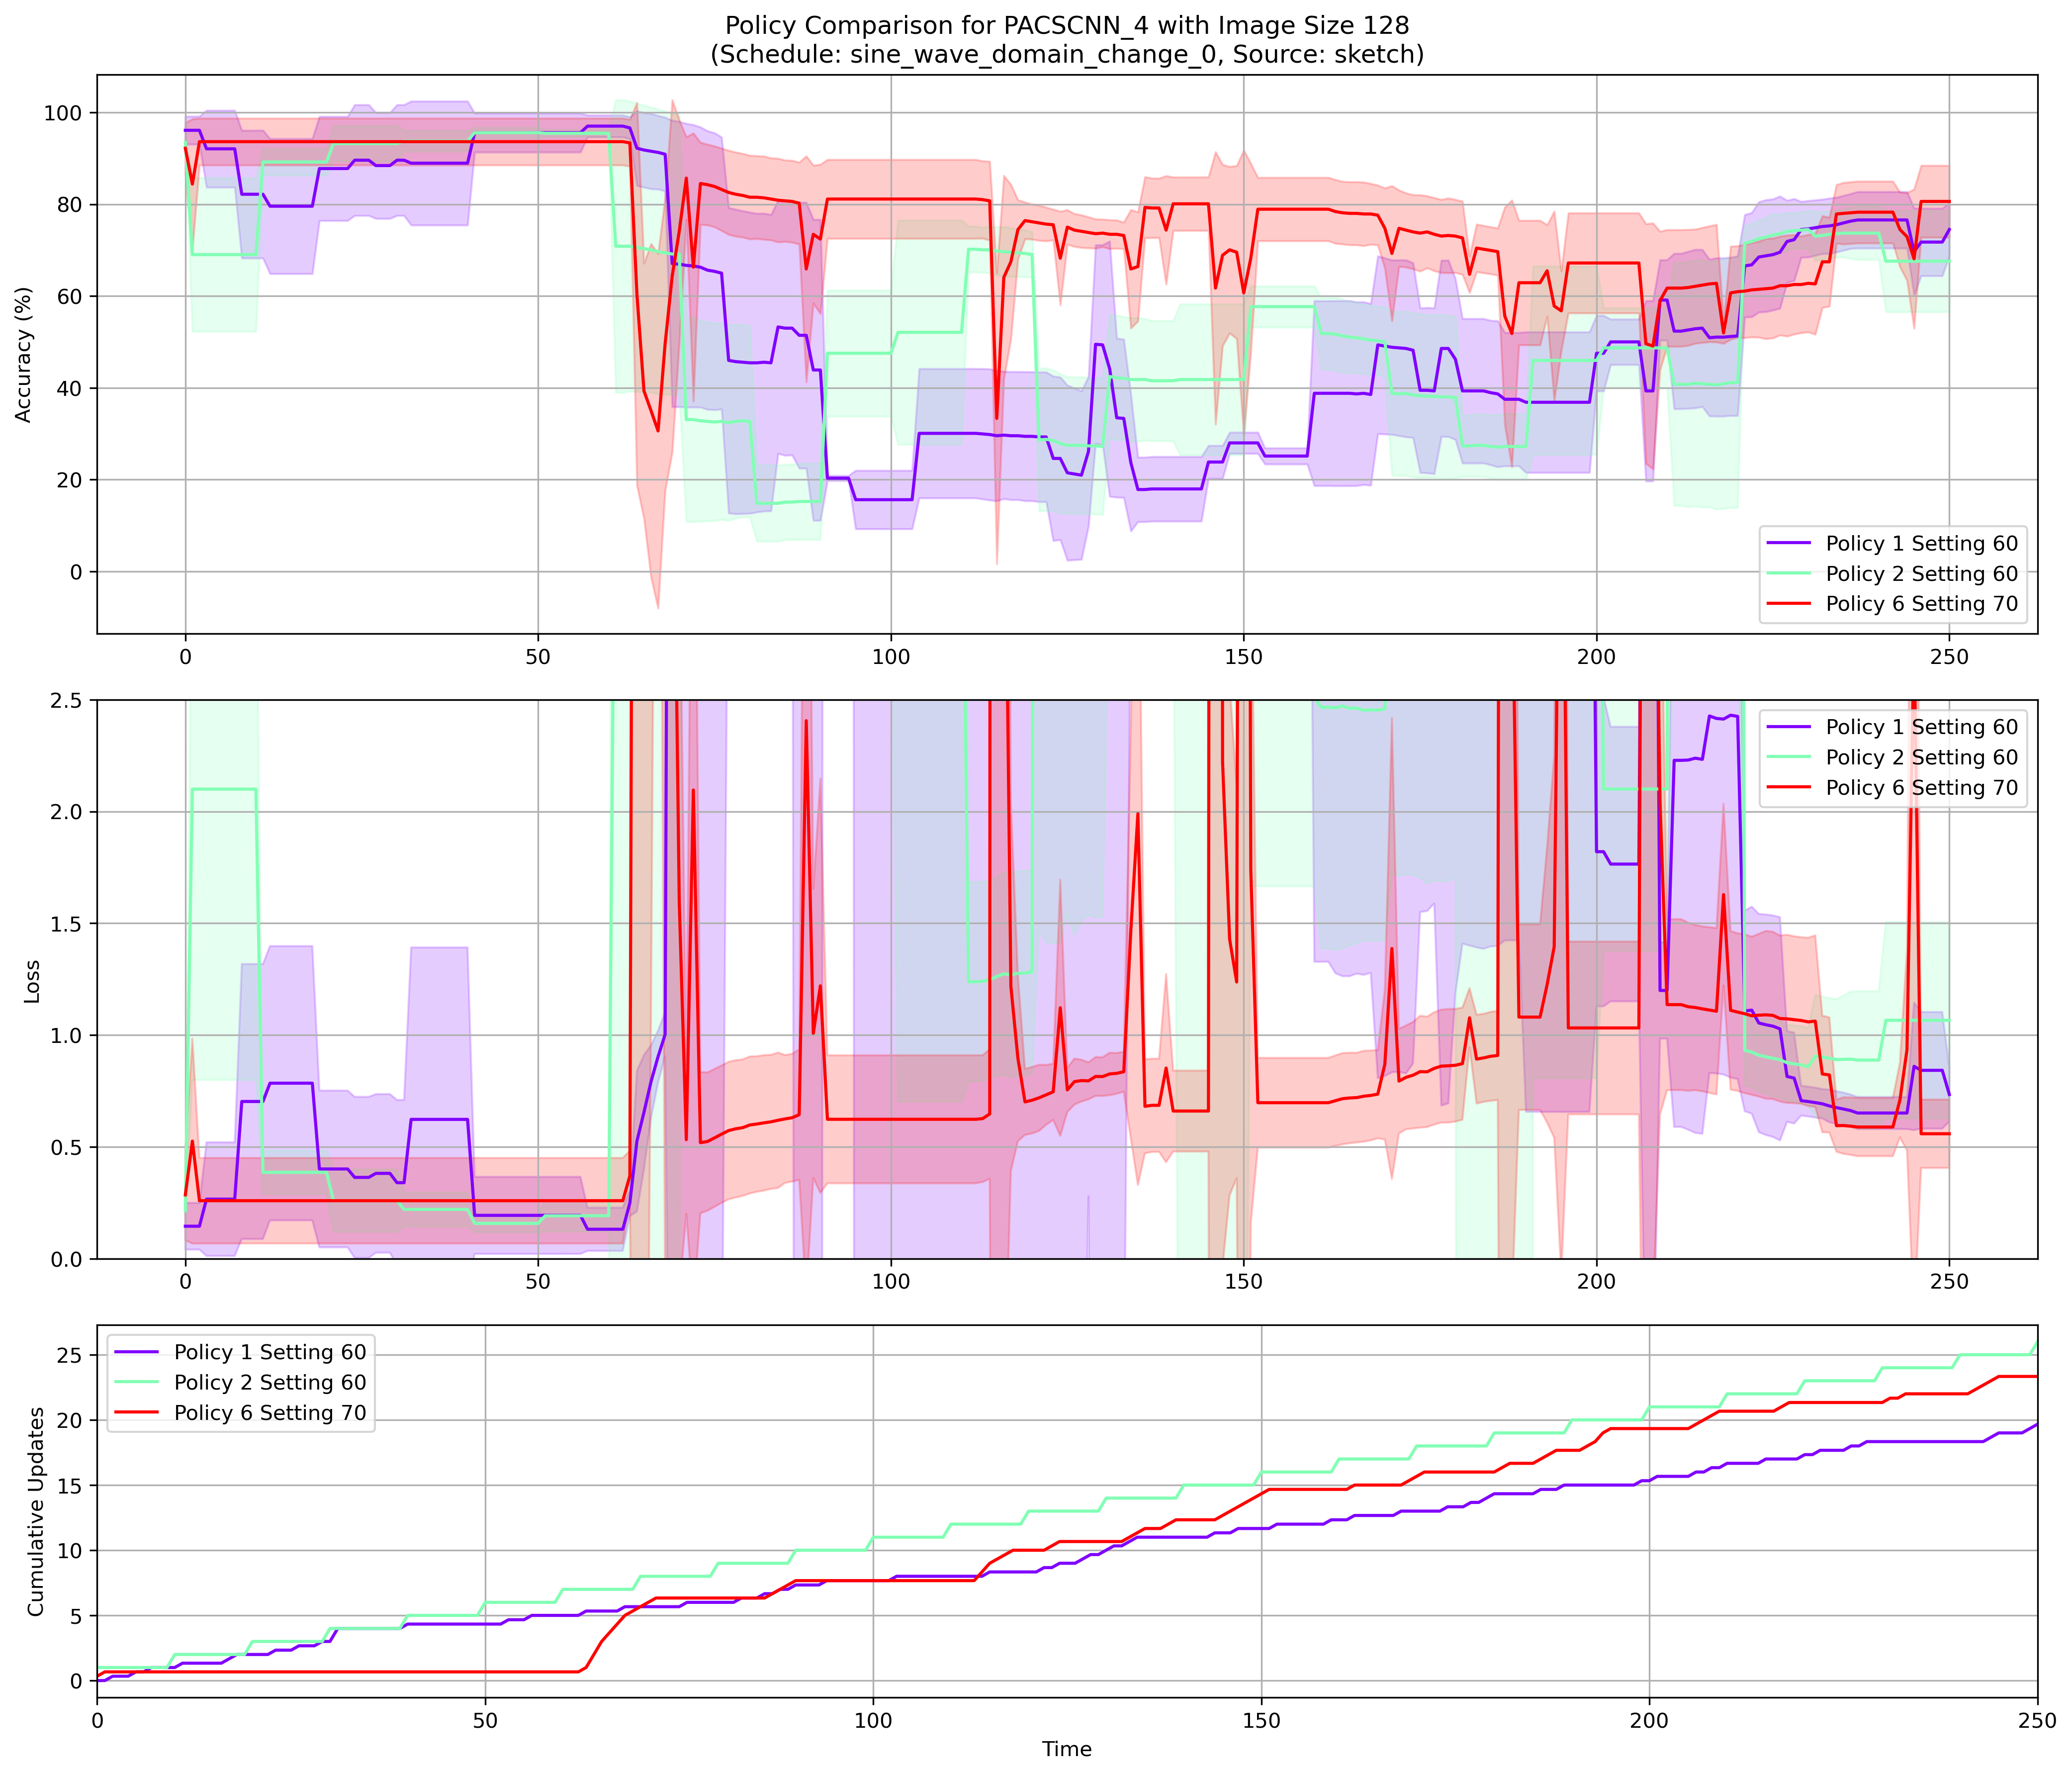 Policy Comparison for PACSCNN_4 with Image Size 128
(Schedule: sine_wave_domain_change_0, Source: sketch)
Accuracy (%)
100
80
60
40
20
0
0 50 100 150 200 250
Policy 1 Setting 60
Policy 2 Setting 60
Policy 6 Setting 70
Loss
2.5
2.0
1.5
1.0
0.5
0.0
0 50 100 150 200 250
Policy 1 Setting 60
Policy 2 Setting 60
Policy 6 Setting 70
Cumulative Updates
25
20
15
10
5
0
0 50 100 150 200 250
Policy 1 Setting 60
Policy 2 Setting 60
Policy 6 Setting 70
Time